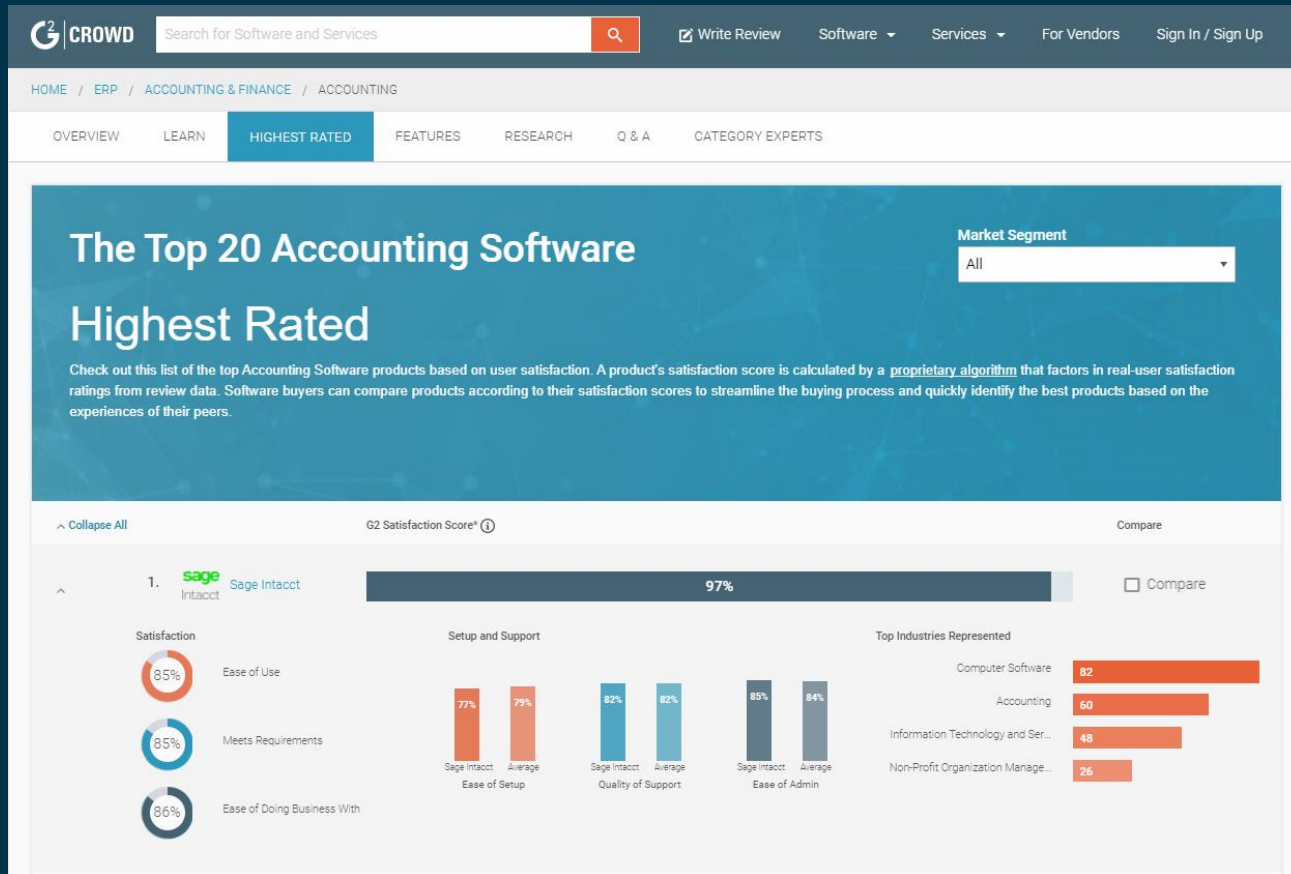 G2 CROWD
Search for Software and Services
Write Review
Software
Services
For Vendors
Sign In / Sign Up
HOME / ERP / ACCOUNTING & FINANCE / ACCOUNTING
OVERVIEW
LEARN
HIGHEST RATED
FEATURES
RESEARCH
Q & A
CATEGORY EXPERTS
The Top 20 Accounting Software
Highest Rated
Market Segment
All
Check out this list of the top Accounting Software products based on user satisfaction. A product's satisfaction score is calculated by a proprietary algorithm that factors in real-user satisfaction
ratings from review data. Software buyers can compare products according to their satisfaction scores to streamline the buying process and quickly identify the best products based on the
experiences of their peers.
Collapse All
G2 Satisfaction Score*
Compare
1.
sage
Intacct
Sage Intacct
97%
Compare
Satisfaction
85%
Ease of Use
85%
Meets Requirements
86%
Ease of Doing Business With
Setup and Support
77%
79%
Sage Intacct
Average
Ease of Setup
82%
82%
Sage Intacct
Average
Quality of Support
85%
84%
Sage Intacct
Average
Ease of Admin
Top Industries Represented
Computer Software
82
Accounting
60
Information Technology and Ser...
48
Non-Profit Organization Manage...
26